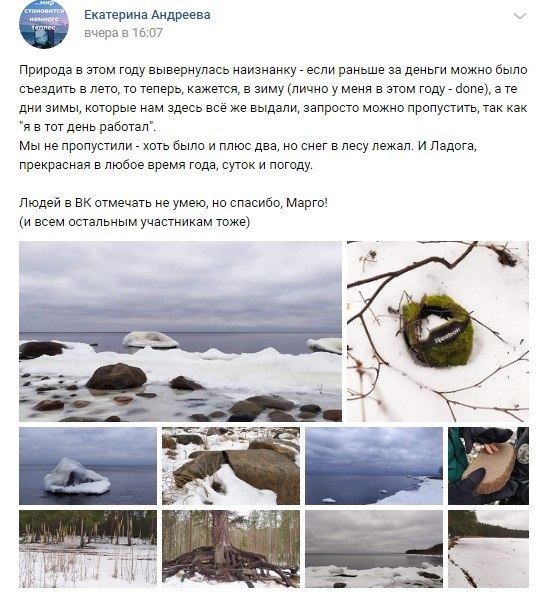 ...мир
становится
немного
теплее.
Екатерина Андреева
вчера в 16:07
Природа в этом году вывернулась наизнанку - если раньше за деньги можно было
съездить в лето, то теперь, кажется, в зиму (лично у меня в этом году - done), а те
дни зимы, которые нам здесь всё же выдали, запросто можно пропустить, так как
"я в тот день работал".
Мы не пропустили - хоть было и плюс два, но снег в лесу лежал. И Ладога,
прекрасная в любое время года, суток и погоду.
Людей в ВК отмечать не умею, но спасибо, Марго!
(и всем остальным участникам тоже)
Reebok